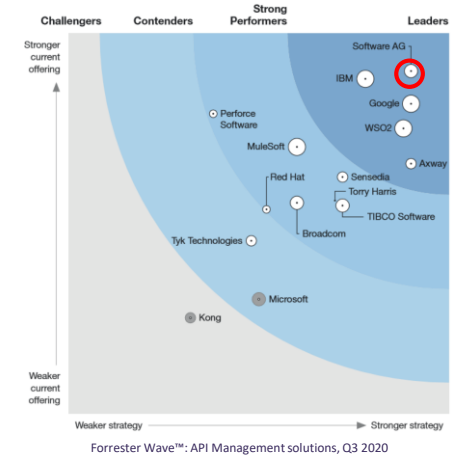 Challengers
Contenders
Strong
Performers
Leaders
Stronger
current
offering
Software AG
IBM
Google
WSO2
Axway
Perforce
Software
MuleSoft
Red Hat
Sensedia
Torry Harris
TIBCO Software
Broadcom
Tyk Technologies
Microsoft
Kong
Weaker
current
offering
Weaker strategy
Stronger strategy
Forrester Wave™: API Management solutions, Q3 2020